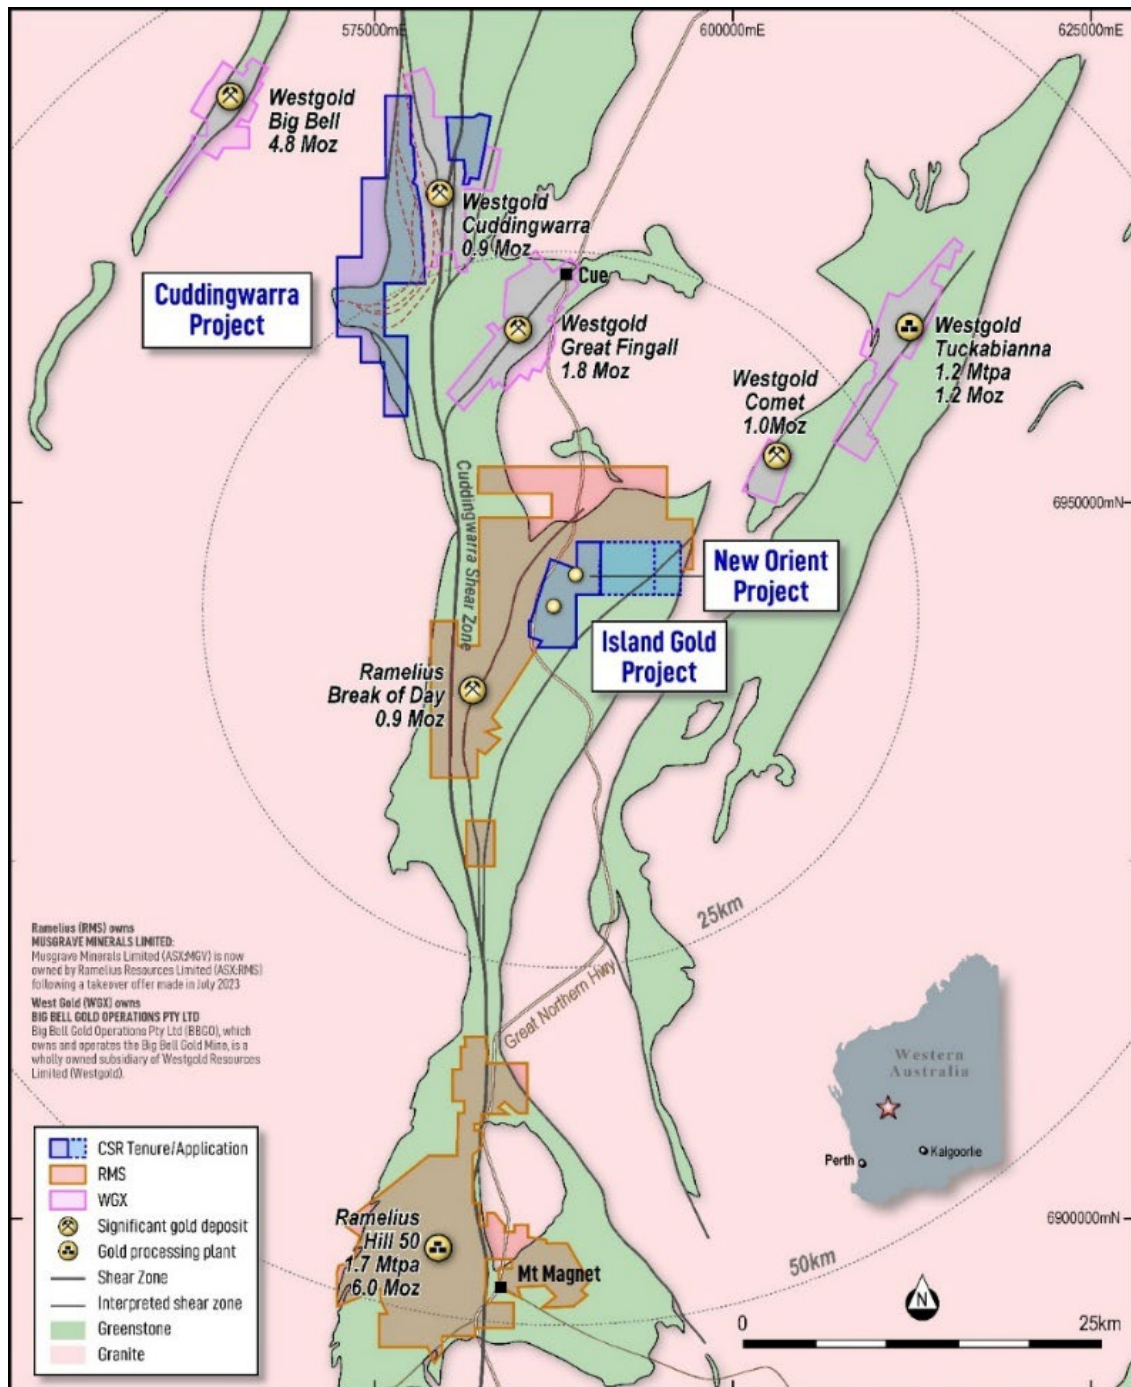 575000mE
600000mE
625000mE
Westgold
Big Bell
4.8 Moz
Westgold
Cuddingwarra
0.9 Moz
Cuddingwarra
Project
Cue
Westgold
Great Fingall
1.8 Moz
Westgold
Tuckabianna
1.2 Mtpa
1.2 Moz
Westgold
Comet
1.0Moz
Cuddingwarra Shear Zone
6950000mN
New Orient
Project
Island Gold
Project
Ramelius
Break of Day
0.9 Moz
25km
Ramelius (RMS) owns
MUSGRAVE MINERALS LIMITED:
Musgrave Minerals Limited (ASX:MGV) is now
owned by Ramelius Resources Limited (ASX:RMS)
following a takeover offer made in July 2023
West Gold (WGX) owns
BIG BELL GOLD OPERATIONS PTY LTD
Big Bell Gold Operations Pty Ltd (BBGO), which
owns and operates the Big Bell Gold Mine, is a
wholly owned subsidiary of Westgold Resources
Limited (Westgold).
Great Northern Hwy
Western
Australia
Perth
Kalgoorlie
CSR Tenure/Application
RMS
WGX
Significant gold deposit
Gold processing plant
Shear Zone
Interpreted shear zone
Greenstone
Granite
Ramelius
Hill 50
1.7 Mtpa
6.0 Moz
Mt Magnet
6900000mN
50km
N
0
25km